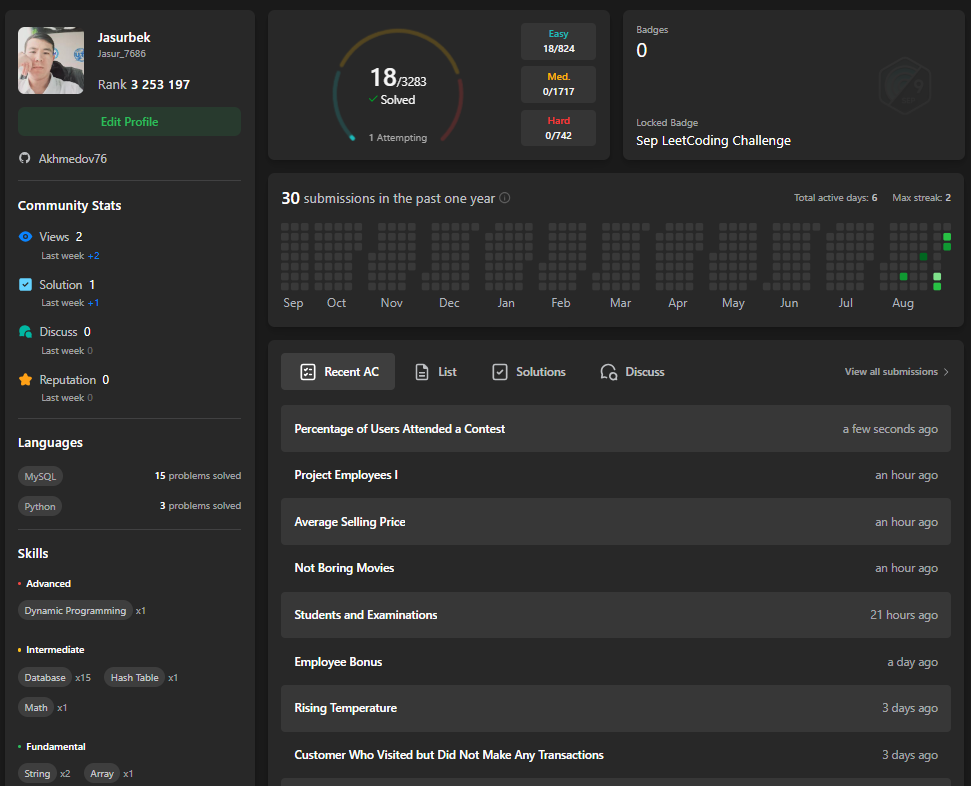 Jasurbek
Jasur_7686
Rank 3 253 197
Edit Profile
Akhmedov76
Community Stats
Views 2
Last week +2
Solution 1
Last week +1
Discuss 0
Last week 0
Reputation 0
Last week 0
Languages
MySQL 15 problems solved
Python 3 problems solved
Skills
Advanced
Dynamic Programming x1
Intermediate
Database x15 Hash Table x1
Math x1
Fundamental
String x2 Array x1
18/3283
Solved
1 Attempting
Easy
18/824
Med.
0/1717
Hard
0/742
Badges
0
Locked Badge
Sep LeetCoding Challenge
30 submissions in the past one year
Total active days: 6 Max streak: 2
Sep Oct Nov Dec Jan Feb Mar Apr May Jun Jul Aug
Recent AC List Solutions Discuss View all submissions
Percentage of Users Attended a Contest a few seconds ago
Project Employees I an hour ago
Average Selling Price an hour ago
Not Boring Movies an hour ago
Students and Examinations 21 hours ago
Employee Bonus a day ago
Rising Temperature 3 days ago
Customer Who Visited but Did Not Make Any Transactions 3 days ago